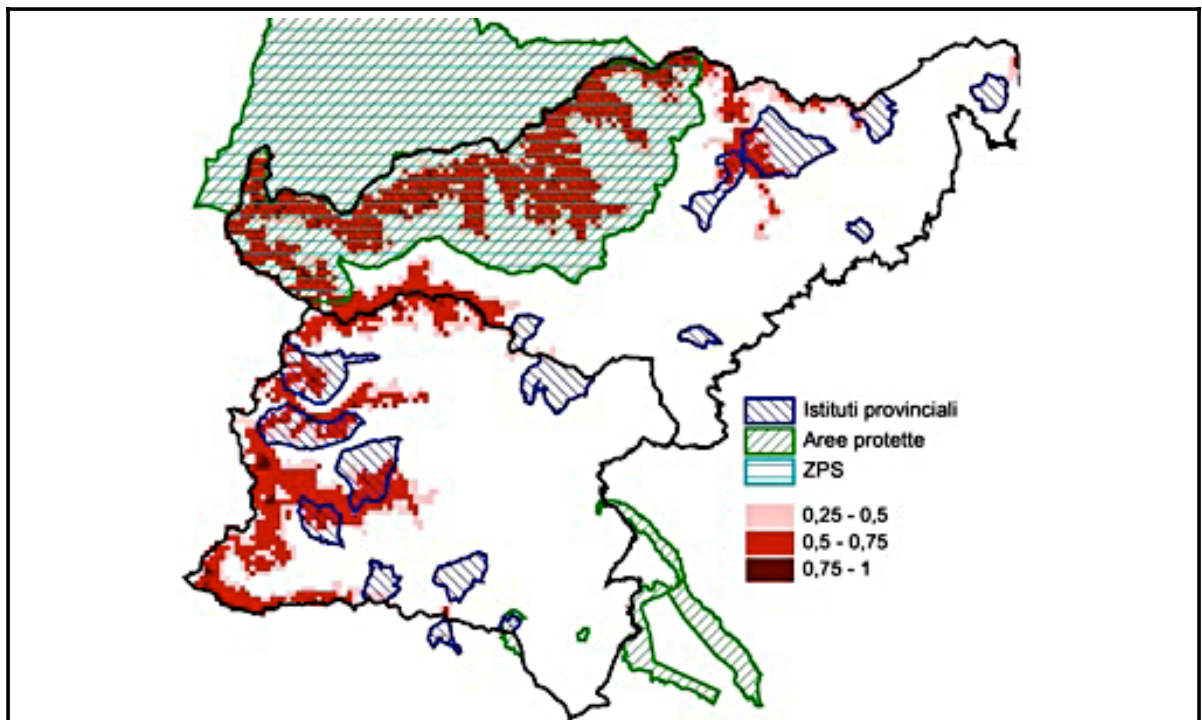 Istituti provinciali
Aree protette
ZPS
0,25 - 0,5
0,5 - 0,75
0,75 - 1